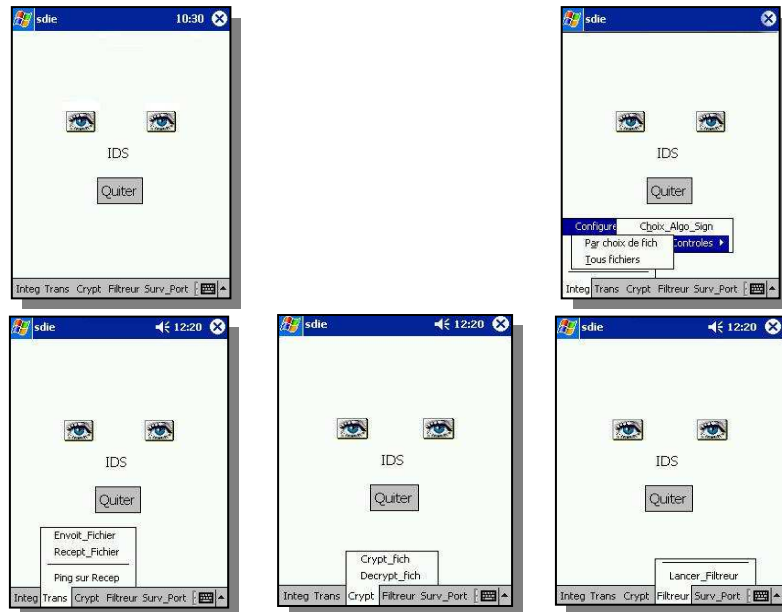 sdie 10:30
IDS
Quiter
Integ Trans Crypt Filtreur Surv_Port
sdie
IDS
Quiter
Configure Choix_Algo_Sign
Par choix de fich Controles
Tous fichiers
Integ Trans Crypt Filtreur Surv_Port
sdie 12:20
IDS
Quiter
Envoit_Fichier
Recept_Fichier
Ping sur Recep
Integ Trans Crypt Filtreur Surv_Port
sdie 12:20
IDS
Quiter
Crypt_fich
Decrypt_fich
Integ Trans Crypt Filtreur Surv_Port
sdie 12:20
IDS
Quiter
Lancer_Filtreur
Integ Trans Crypt Filtreur Surv_Port